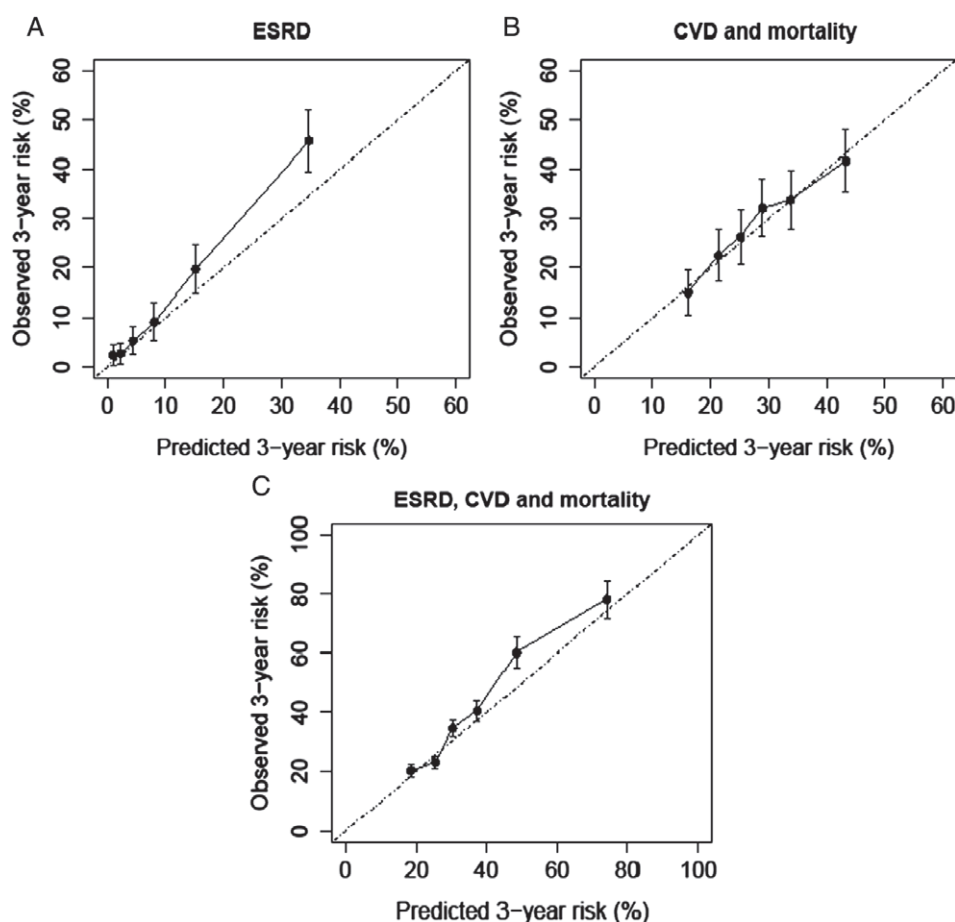 A
ESRD
Observed 3-year risk (%)
60
50
40
30
20
10
0
0 10 20 30 40 50 60
Predicted 3-year risk (%)
B
CVD and mortality
Observed 3-year risk (%)
60
50
40
30
20
10
0
0 10 20 30 40 50 60
Predicted 3-year risk (%)
C
ESRD, CVD and mortality
Observed 3-year risk (%)
100
80
60
40
20
0
0 20 40 60 80 100
Predicted 3-year risk (%)